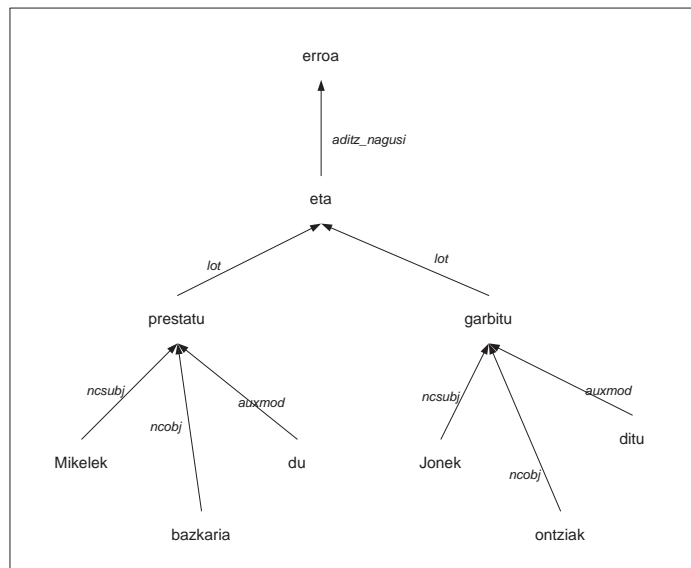 erroa
aditz_nagusi
eta
lot lot
prestatu garbitu
ncsubj auxmod ncsubj auxmod
ncobj ncobj
Mikelek du Jonek ditu
bazkaria ontziak